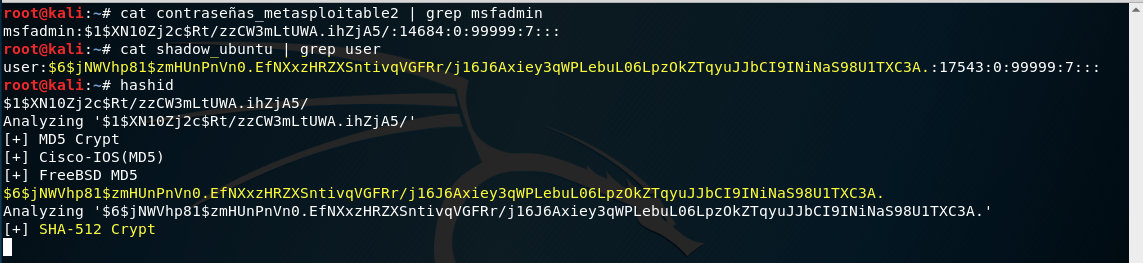 root@kali:~# cat contraseñas_metasploitable2 | grep msfadmin
msfadmin:$1$XN10Zj2c$Rt/zzCW3mLtUWA.ihZjA5/:14684:0:99999:7:::
root@kali:~# cat shadow_ubuntu | grep user
user:$6$jNWVhp81$zmHUnPnVn0.EfNXxzHRZXSntivqVGFRr/j16J6Axiey3qWPLebuL06LpzOkZTqyuJJbCI9INiNaS98U1TXC3A.:17543:0:99999:7:::
root@kali:~# hashid
$1$XN10Zj2c$Rt/zzCW3mLtUWA.ihZjA5/
Analyzing '$1$XN10Zj2c$Rt/zzCW3mLtUWA.ihZjA5/'
[+] MD5 Crypt
[+] Cisco-IOS(MD5)
[+] FreeBSD MD5
$6$jNWVhp81$zmHUnPnVn0.EfNXxzHRZXSntivqVGFRr/j16J6Axiey3qWPLebuL06LpzOkZTqyuJJbCI9INiNaS98U1TXC3A.
Analyzing '$6$jNWVhp81$zmHUnPnVn0.EfNXxzHRZXSntivqVGFRr/j16J6Axiey3qWPLebuL06LpzOkZTqyuJJbCI9INiNaS98U1TXC3A.'
[+] SHA-512 Crypt